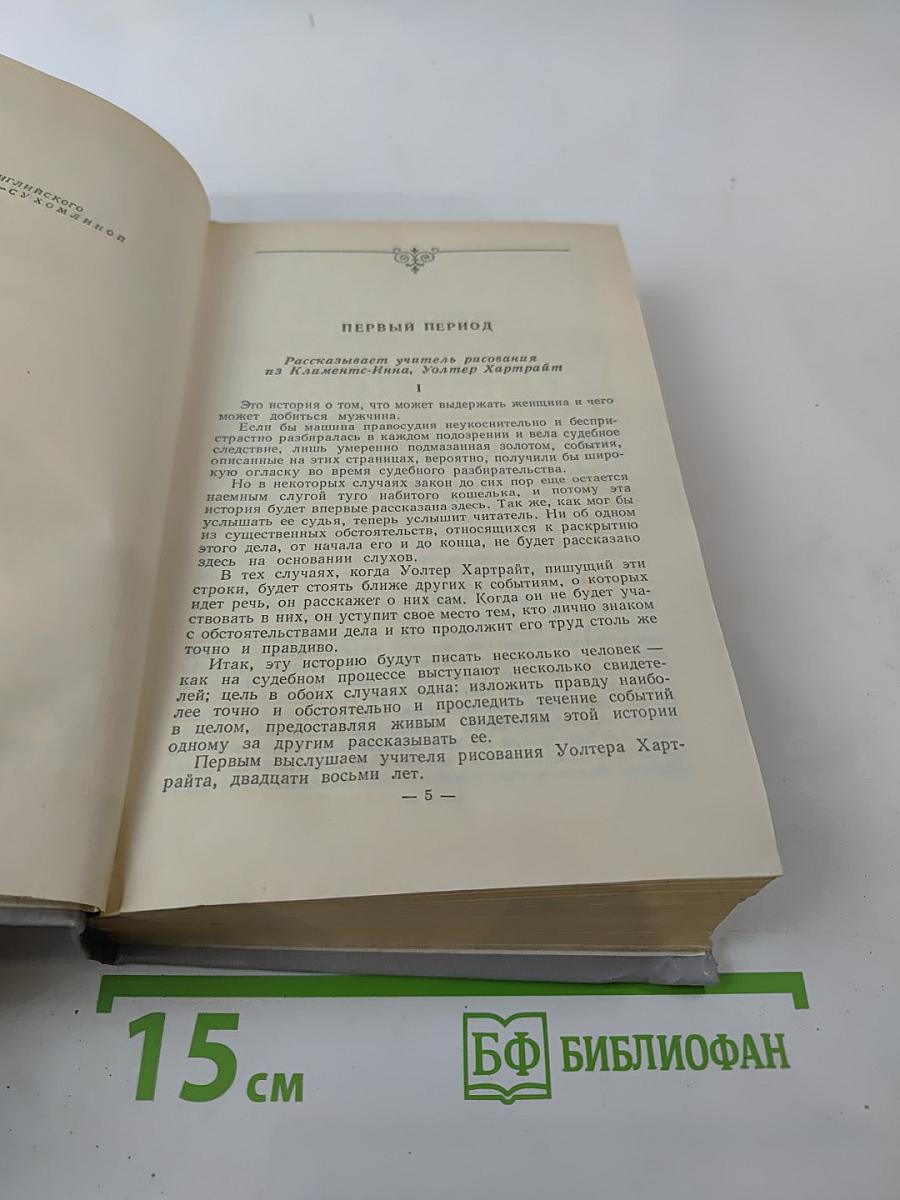 нглийского
-СУХОМЛИНОЙ
ПЕРВЫЙ ПЕРИОД
Рассказывает учитель рисования
из Климентс-Инна, Уолтер Хартрайт
1
Это история о том, что может выдержать женщина и чего
может добиться мужчина.
Если бы машина правосудия неукоснительно и беспри-
страстно разбиралась в каждом подозрении и вела судебное
следствие, лишь умеренно подмазанная золотом, события,
описанные на этих страницах, вероятно, получили бы широ-
кую огласку во время судебного разбирательства.
Но в некоторых случаях закон до сих пор еще остается
наемным слугой туго набитого кошелька, и потому эта
история будет впервые рассказана здесь. Так же, как мог бы
услышать ее судья, теперь услышит читатель. Ни об одном
из существенных обстоятельств, относящихся к раскрытию
этого дела, от начала его и до конца, не будет рассказано
здесь на основании слухов.
В тех случаях, когда Уолтер Хартрайт, пишущий эти
строки, будет стоять ближе других к событиям, о которых
идет речь, он расскажет о них сам. Когда он не будет уча-
ствовать в них, он уступит свое место тем, кто лично знаком
с обстоятельствами дела и кто продолжит его труд столь же
точно и правдиво.
Итак, эту историю будут писать несколько человек —
как на судебном процессе выступают несколько свидете-
лей; цель в обоих случаях одна: изложить правду наибо-
лее точно и обстоятельно и проследить течение событий
в целом, предоставляя живым свидетелям этой истории
одному за другим рассказывать ее.
Первым выслушаем учителя рисования Уолтера Харт-
райта, двадцати восьми лет.
— 5 —
15 см
БФ БИБЛИОФАН